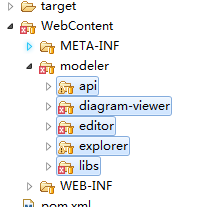 target
WebContent
META-INF
modeler
api
diagram-viewer
editor
explorer
libs
WEB-INF
pom.xml